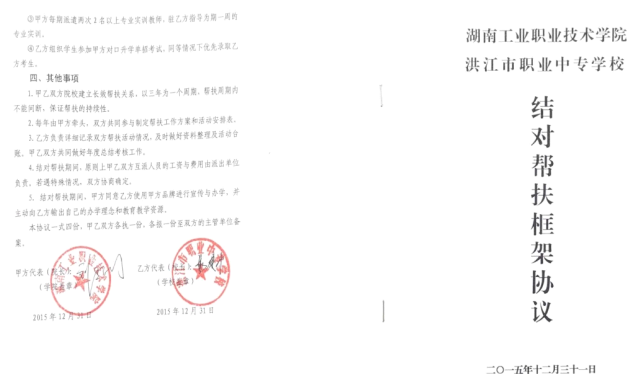 ③甲方每期派遣两次2名以上专业实训教师，驻乙方指导为期一周的
专业实训。
④乙方组织学生参加甲方对口升学单招考试，同等情况下优先录取乙
方考生。
四、其他事项
1.甲乙双方院校建立长效帮扶关系，以三年为一个周期，帮扶周期内
不能间断，保证帮扶的持续性。
2.每年由甲方牵头，双方共同参与制定帮扶工作方案和活动安排表。
3.乙方负责详细记录双方帮扶活动情况，及时做好资料整理及活动台
账。甲乙双方共同做好年度总结考核工作。
4.结对帮扶期间，原则上甲乙双方互派人员的工资与费用由派出单位
负责，若遇特殊情况，双方协商确定。
5.结对帮扶期间，甲方同意乙方使用甲方品牌进行宣传与办学，并
主动向乙方输出自己的办学理念和教育教学资源。
本协议一式四份，甲乙双方各执一份，各报一份至双方的主管单位备
案。
甲方代表（院长）：
（学校盖章）
2015年12月31日
乙方代表（校长）：
（学校盖章）
2015年12月31日
湖南工业职业技术学院
洪江市职业中专学校
结对帮扶框架协议
二〇一五年十二月三十一日